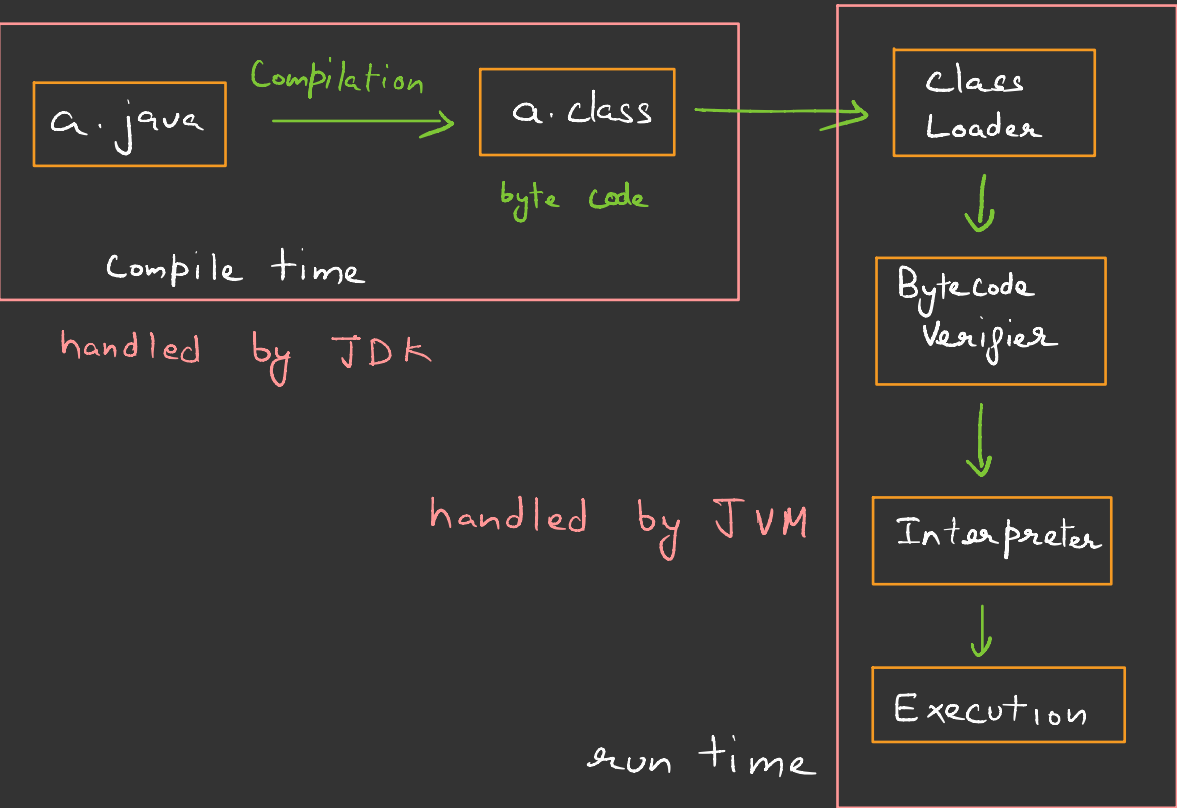 a.java
Compilation
a.class
byte code
Compile time
handled by JDK
Class
Loader
Bytecode
Verifier
handled by JVM
Interpreter
Execution
run time